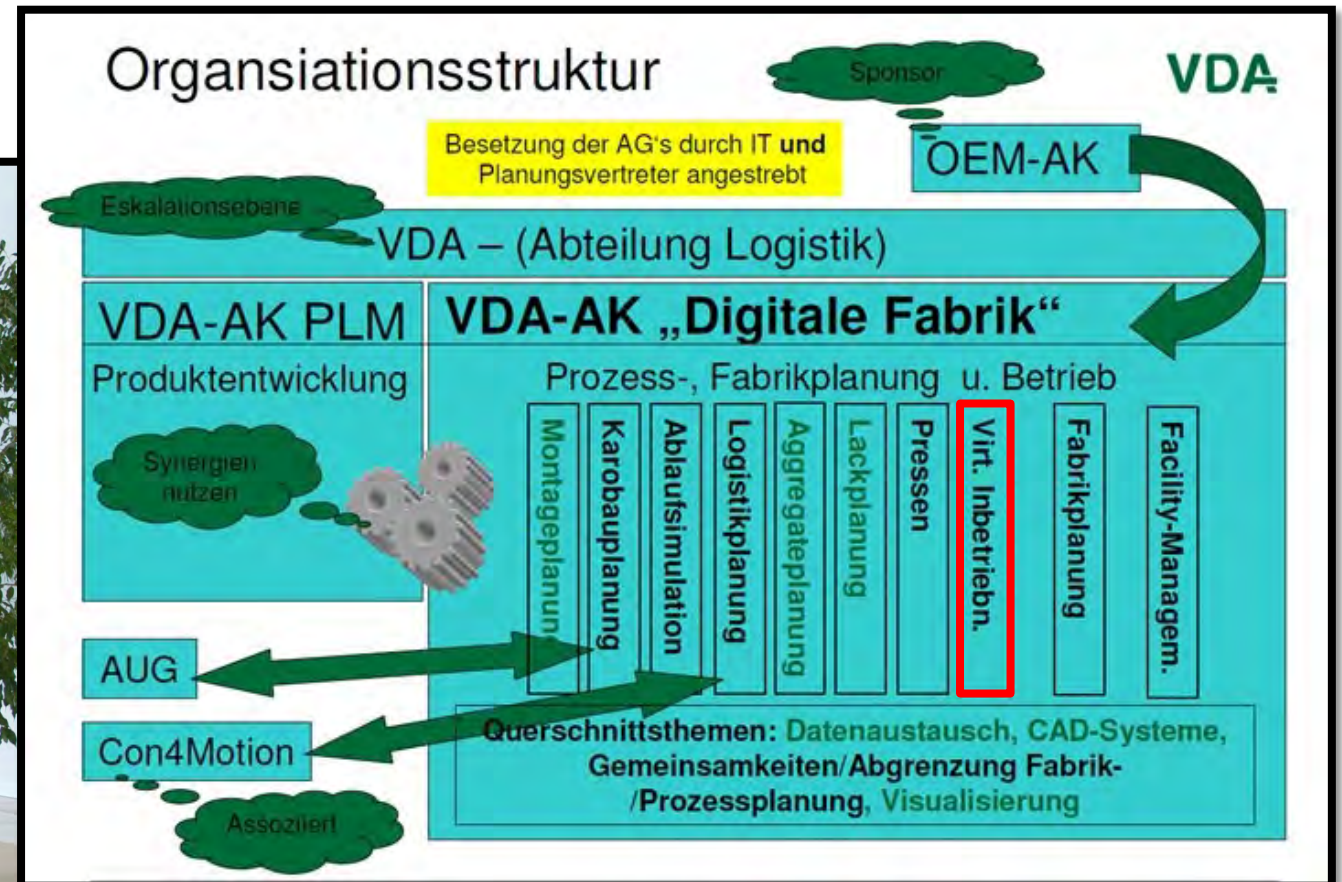 Organsiationsstruktur
Sponsor
VDA
Besetzung der AG's durch IT und
Planungsvertreter angestrebt
OEM-AK
Eskalationsebene
VDA – (Abteilung Logistik)
VDA-AK PLM
Produktentwicklung
Synergien
nutzen
VDA-AK „Digitale Fabrik“
Prozess-, Fabrikplanung u. Betrieb
Montageplanung
Karobauplanung
Ablaufsimulation
Logistikplanung
Aggregateplanung
Lackplanung
Pressen
Virt. Inbetriebn.
Fabrikplanung
Facility-Managem.
AUG
Con4Motion
Assoziiert
Querschnittsthemen: Datenaustausch, CAD-Systeme,
Gemeinsamkeiten/Abgrenzung Fabrik-
/Prozessplanung, Visualisierung